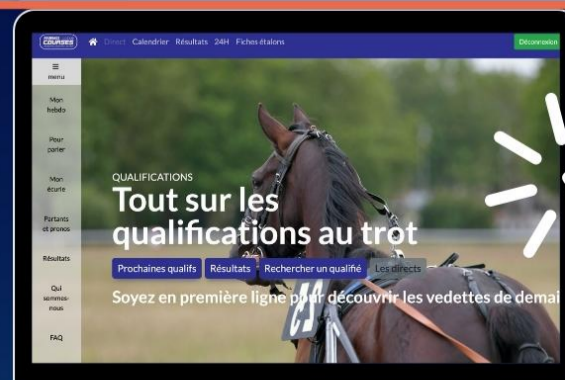 COURSES
Direct Calendrier Résultats 24H Fiches étalons
Déconnexion
menu
Mon
hebdo
Pour
parier
Mon
écurie
Partants
et pronos
Résultats
Qui
sommes-
nous
FAQ
QUALIFICATIONS
Tout sur les
qualifications au trot
Prochaines qualifs Résultats Rechercher un qualifié Les directs
Soyez en première ligne pour découvrir les vedettes de demai